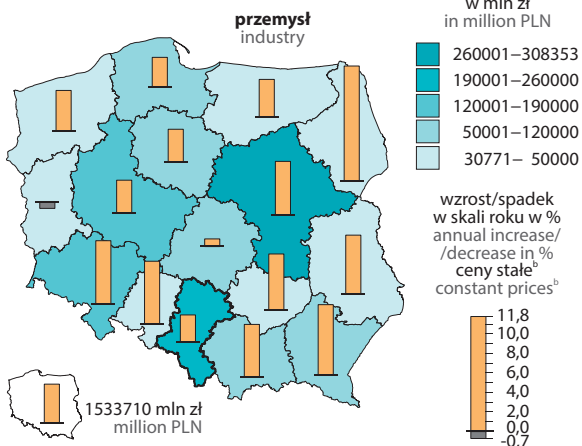 przemysł
industry
w mln zł
in million PLN
260001–308353
190001–260000
120001–190000
50001–120000
30771– 50000
wzrost/spadek
w skali roku w %
annual increase/
/decrease in %
ceny stałeᵇ
constant pricesᵇ
11,8
10,0
8,0
6,0
4,0
2,0
0,0
-0,7
1533710 mln zł
million PLN